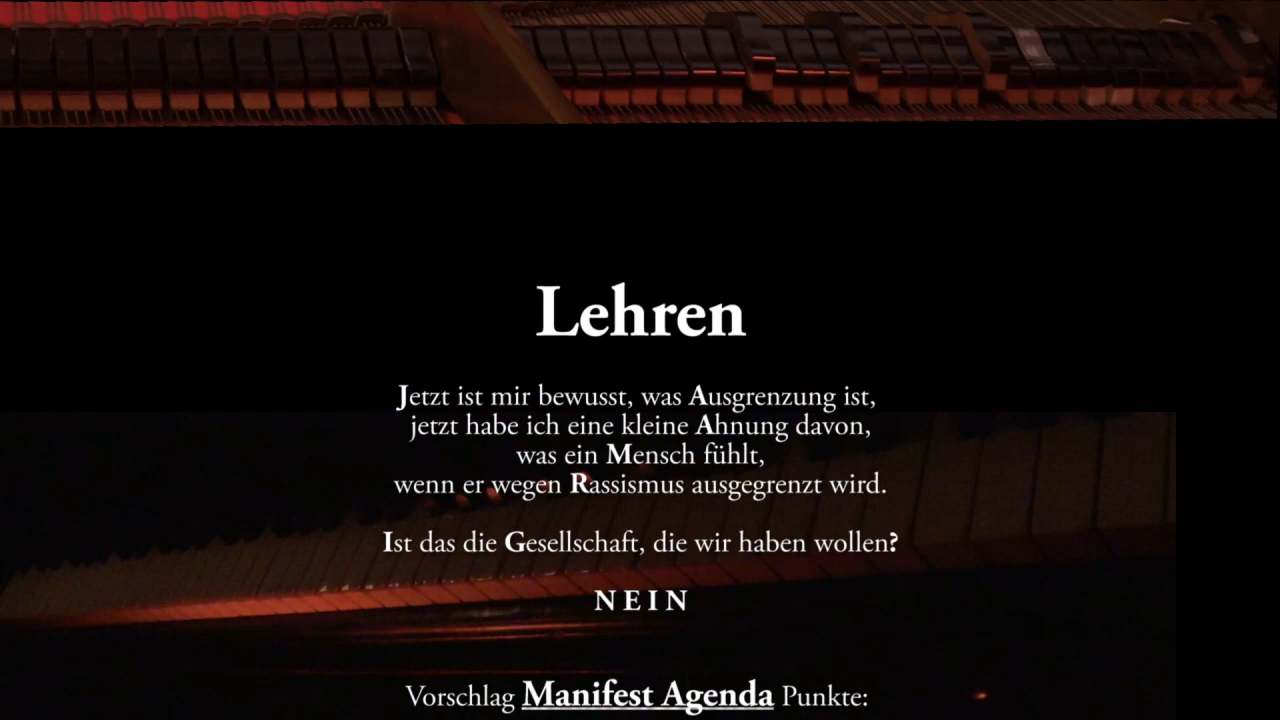 Lehren
Jetzt ist mir bewusst, was Ausgrenzung ist,
jetzt habe ich eine kleine Ahnung davon,
was ein Mensch fühlt,
wenn er wegen Rassismus ausgegrenzt wird.
Ist das die Gesellschaft, die wir haben wollen?
NEIN
Vorschlag Manifest Agenda Punkte: